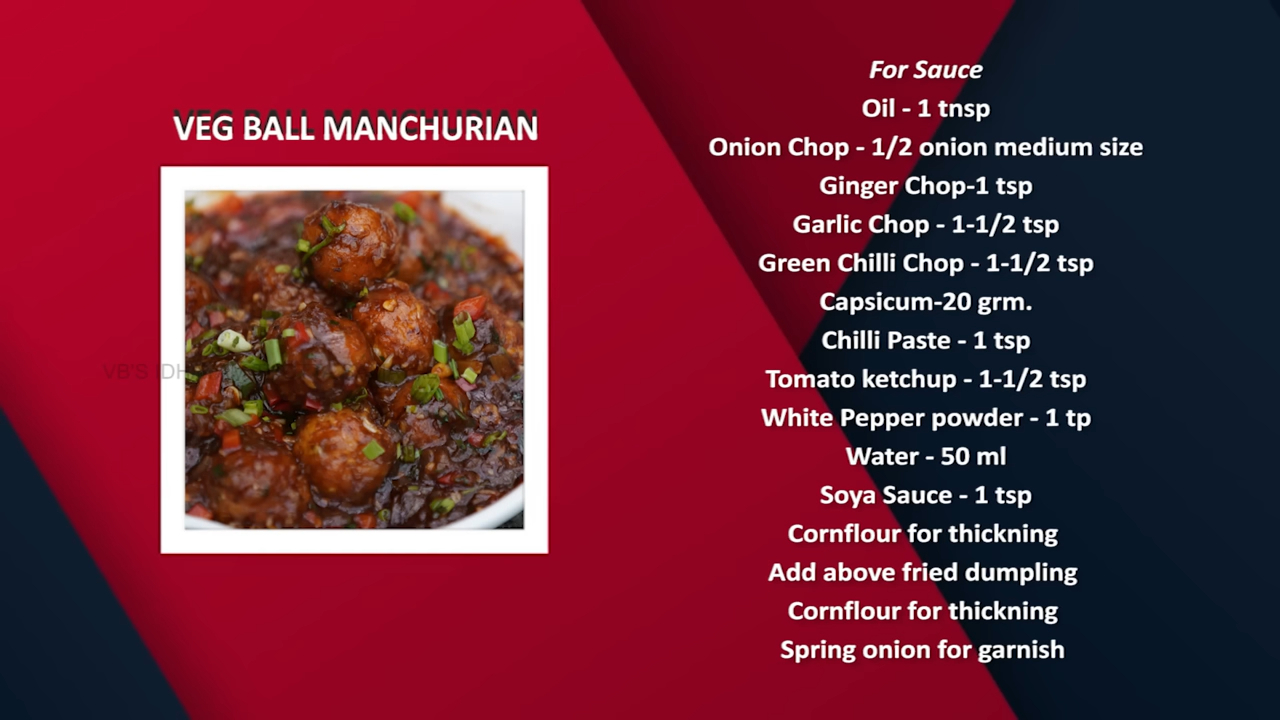 VEG BALL MANCHURIAN
VB'S IDH
For Sauce
Oil - 1 tnsp
Onion Chop - 1/2 onion medium size
Ginger Chop-1 tsp
Garlic Chop - 1-1/2 tsp
Green Chilli Chop - 1-1/2 tsp
Capsicum-20 grm.
Chilli Paste - 1 tsp
Tomato ketchup - 1-1/2 tsp
White Pepper powder - 1 tp
Water - 50 ml
Soya Sauce - 1 tsp
Cornflour for thickning
Add above fried dumpling
Cornflour for thickning
Spring onion for garnish